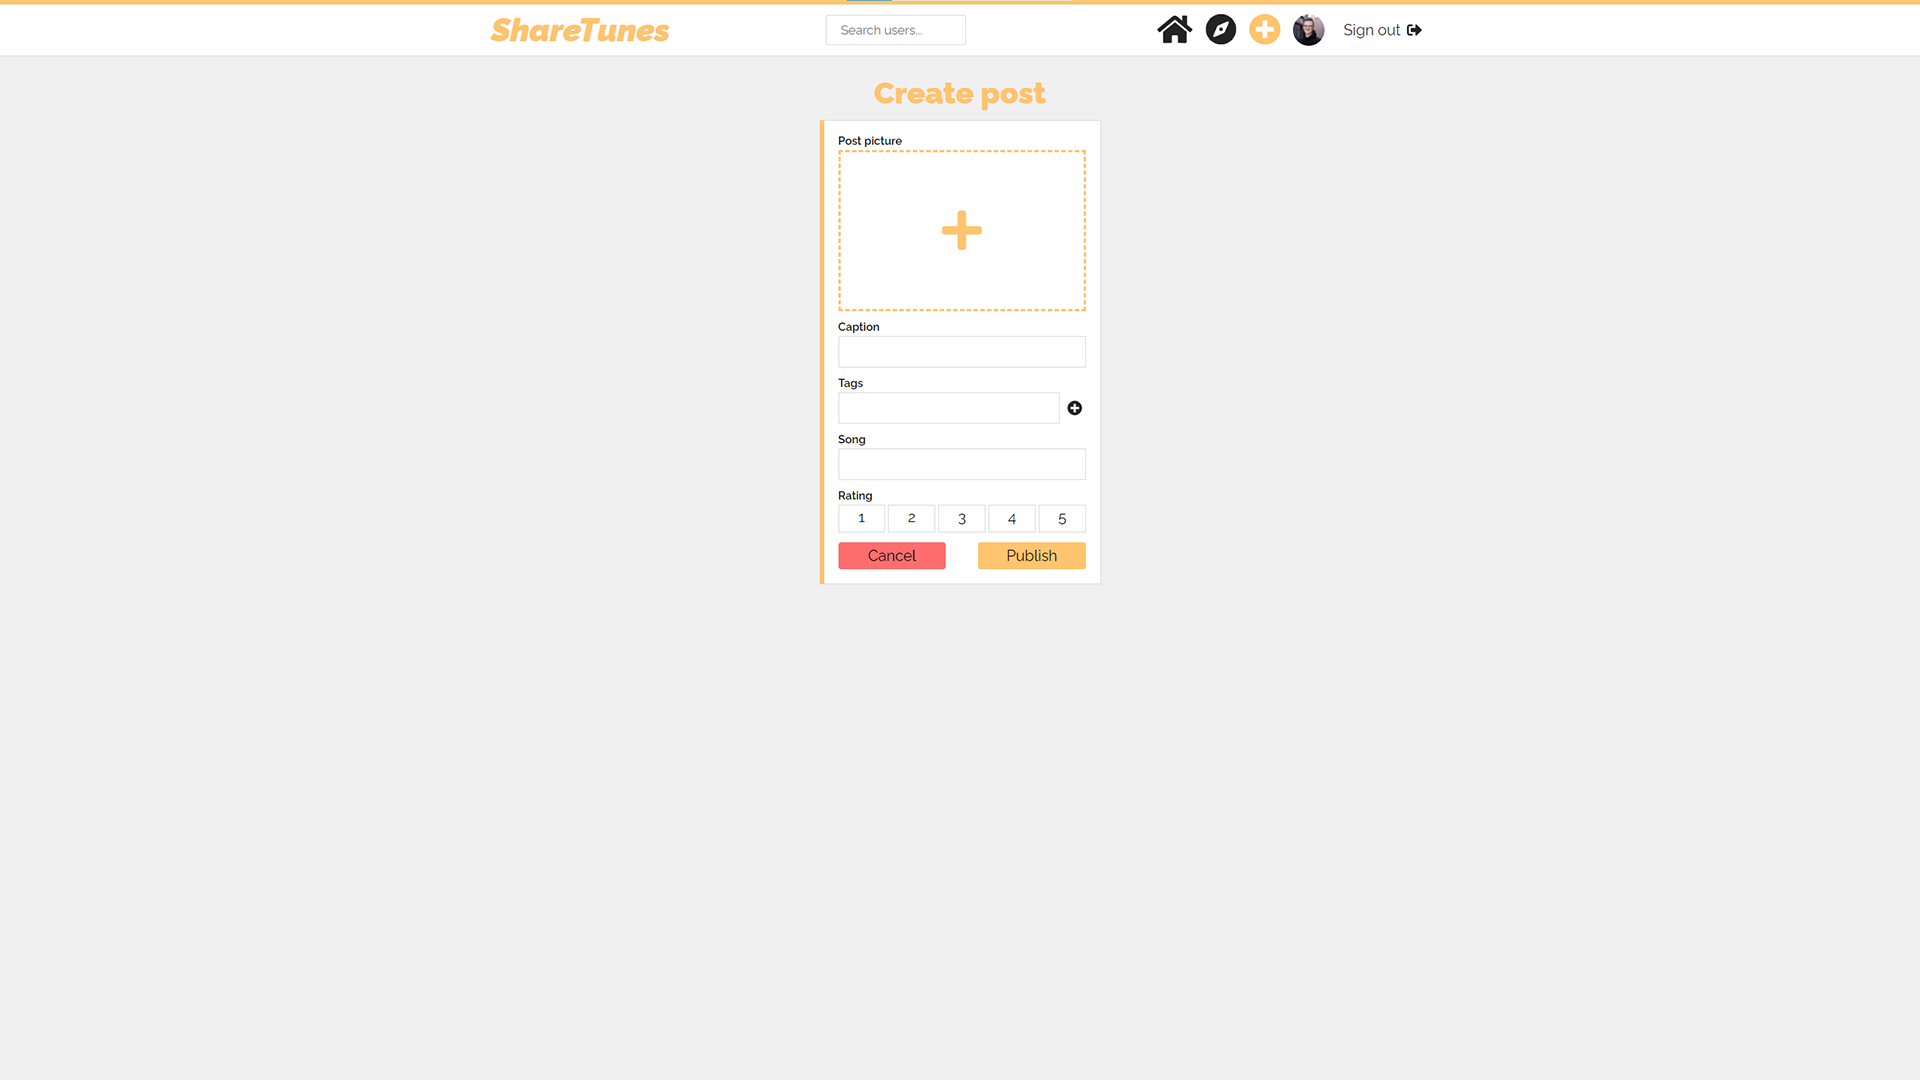 ShareTunes
Search users...
Sign out
Create post
Post picture
Caption
Tags
Song
Rating
1 2 3 4 5
Cancel Publish